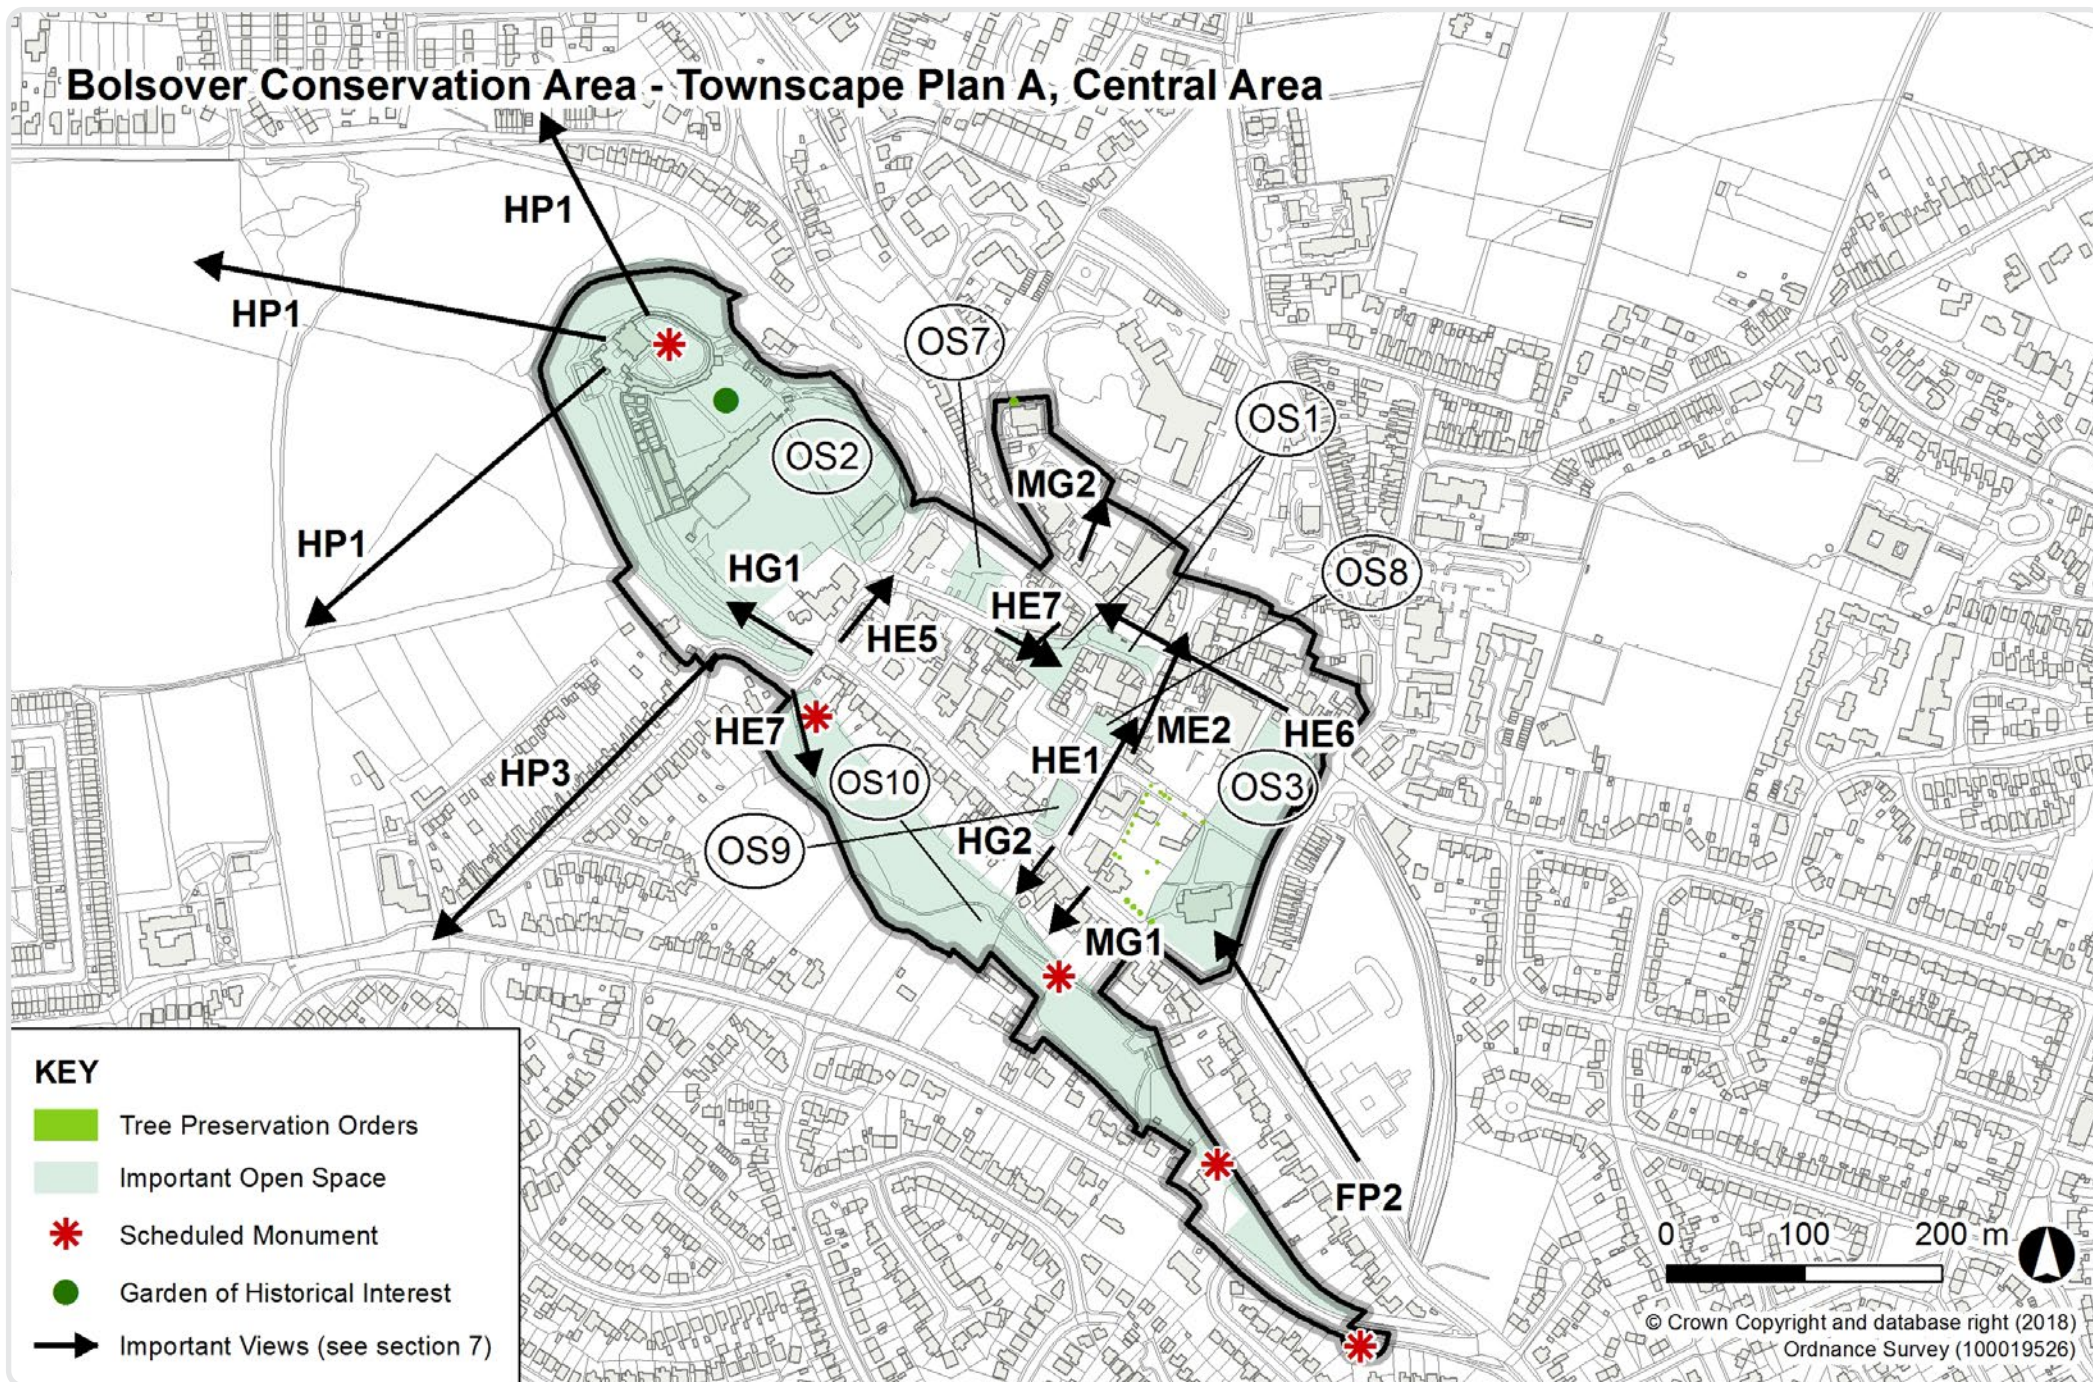 Bolsover Conservation Area - Townscape Plan A, Central Area
HP1
HP1
OS7
OS1
OS2
MG2
HP1
HG1
OS8
HE7
HE5
HE7
ME2
HE6
HP3
HE1
OS10
OS3
HG2
OS9
MG1
FP2
KEY
Tree Preservation Orders
Important Open Space
Scheduled Monument
Garden of Historical Interest
Important Views (see section 7)
0 100 200 m
© Crown Copyright and database right (2018)
Ordnance Survey (100019526)